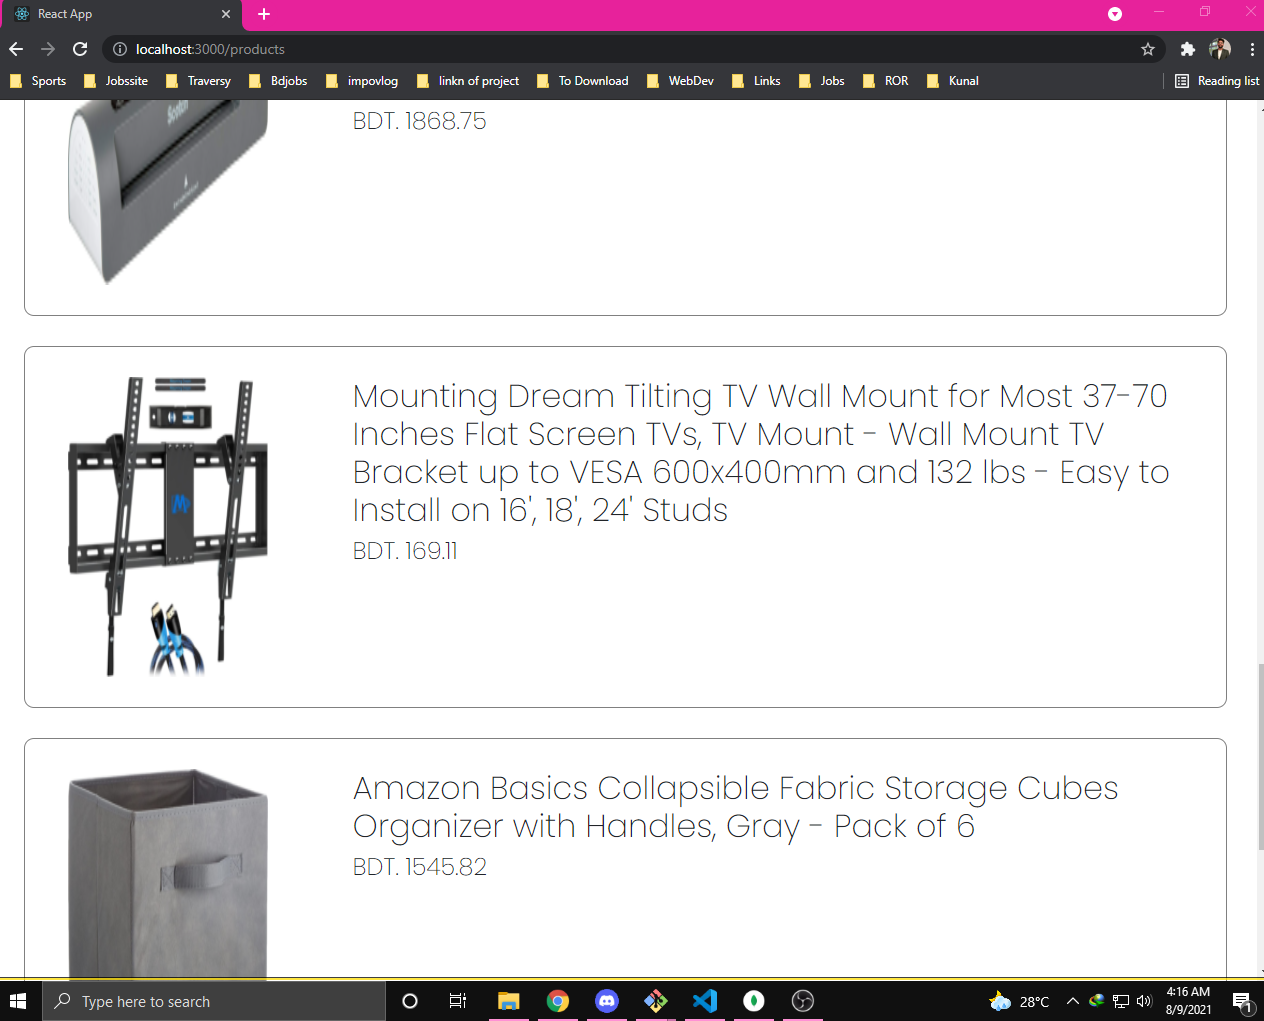 React App
localhost:3000/products
Sports Jobssite Traversy Bdjobs impovlog linkn of project To Download WebDev Links Jobs ROR Kunal Reading list
Scotch
BDT. 1868.75
Mounting Dream Tilting TV Wall Mount for Most 37-70
Inches Flat Screen TVs, TV Mount - Wall Mount TV
Bracket up to VESA 600x400mm and 132 lbs - Easy to
Install on 16', 18', 24' Studs
BDT. 169.11
Amazon Basics Collapsible Fabric Storage Cubes
Organizer with Handles, Gray - Pack of 6
BDT. 1545.82
Type here to search
28°C
4:16 AM
8/9/2021
1